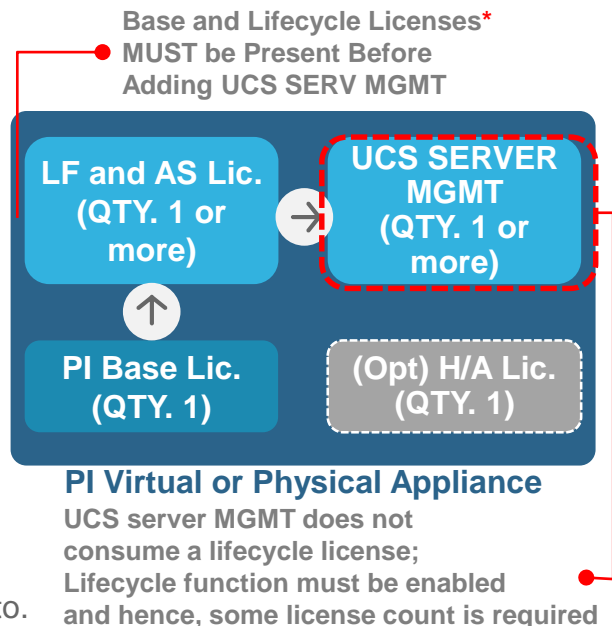 Base and Lifecycle Licenses*
MUST be Present Before
Adding UCS SERV MGMT
LF and AS Lic.
(QTY. 1 or
more)
UCS SERVER
MGMT
(QTY. 1 or
more)
PI Base Lic.
(QTY. 1)
(Opt) H/A Lic.
(QTY. 1)
PI Virtual or Physical Appliance
UCS server MGMT does not
consume a lifecycle license;
Lifecycle function must be enabled
and hence, some license count is required
to.